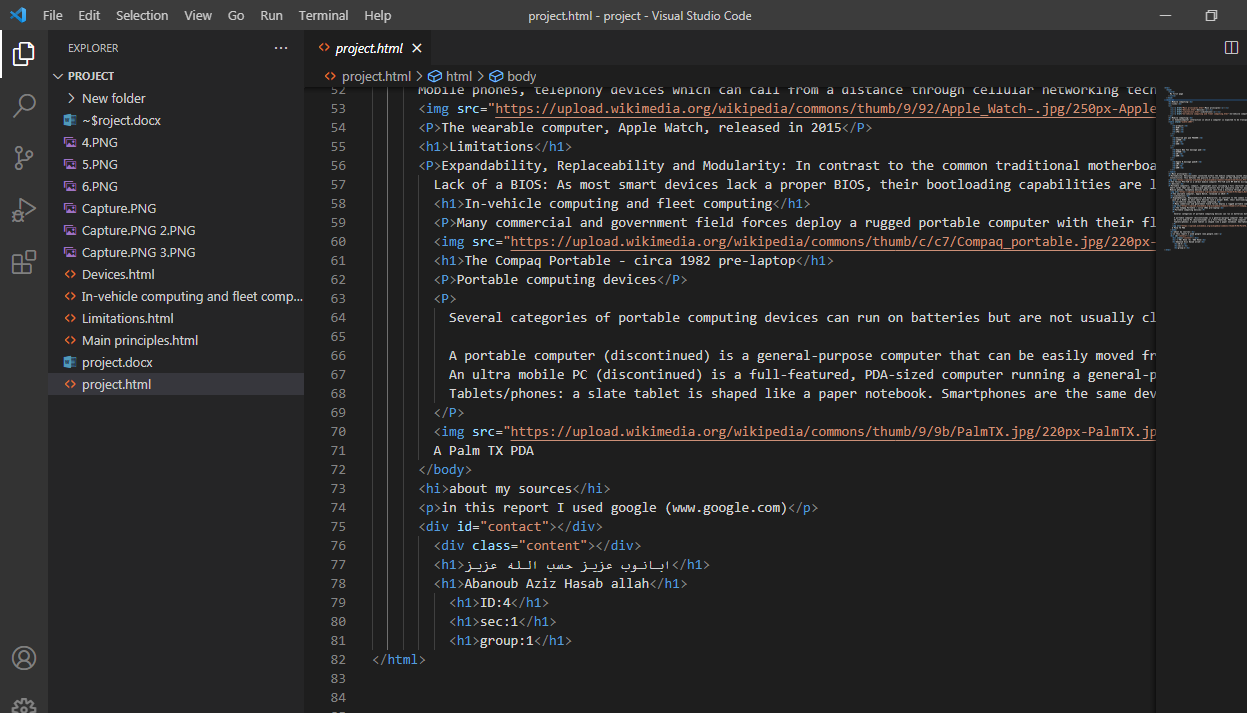 File Edit Selection View Go Run Terminal Help
project.html - project - Visual Studio Code
EXPLORER
PROJECT
New folder
~$roject.docx
4.PNG
5.PNG
6.PNG
Capture.PNG
Capture.PNG 2.PNG
Capture.PNG 3.PNG
Devices.html
In-vehicle computing and fleet comp...
Limitations.html
Main principles.html
project.docx
project.html
project.html
project.html > html > body
52 Mobile phones, telephony devices which can call from a distance through cellular networking tech
53 <img src="https://upload.wikimedia.org/wikipedia/commons/thumb/9/92/Apple_Watch-.jpg/250px-Apple
54 <P>The wearable computer, Apple Watch, released in 2015</P>
55 <h1>Limitations</h1>
56 <P>Expandability, Replaceability and Modularity: In contrast to the common traditional motherboa
57 Lack of a BIOS: As most smart devices lack a proper BIOS, their bootloading capabilities are l
58 <h1>In-vehicle computing and fleet computing</h1>
59 <P>Many commercial and government field forces deploy a rugged portable computer with their fl
60 <img src="https://upload.wikimedia.org/wikipedia/commons/thumb/c/c7/Compaq_portable.jpg/220px-
61 <h1>The Compaq Portable - circa 1982 pre-laptop</h1>
62 <P>Portable computing devices</P>
63 <P>
64 Several categories of portable computing devices can run on batteries but are not usually cl
65
66 A portable computer (discontinued) is a general-purpose computer that can be easily moved fr
67 An ultra mobile PC (discontinued) is a full-featured, PDA-sized computer running a general-p
68 Tablets/phones: a slate tablet is shaped like a paper notebook. Smartphones are the same dev
69 </P>
70 <img src="https://upload.wikimedia.org/wikipedia/commons/thumb/9/9b/PalmTX.jpg/220px-PalmTX.jp
71 A Palm TX PDA
72 </body>
73 <hi>about my sources</hi>
74 <p>in this report I used google (www.google.com)</p>
75 <div id="contact"></div>
76 <div class="content"></div>
77 <h1>ابانوب عزيز حسب الله عزيز</h1>
78 <h1>Abanoub Aziz Hasab allah</h1>
79 <h1>ID:4</h1>
80 <h1>sec:1</h1>
81 <h1>group:1</h1>
82 </html>
83
84